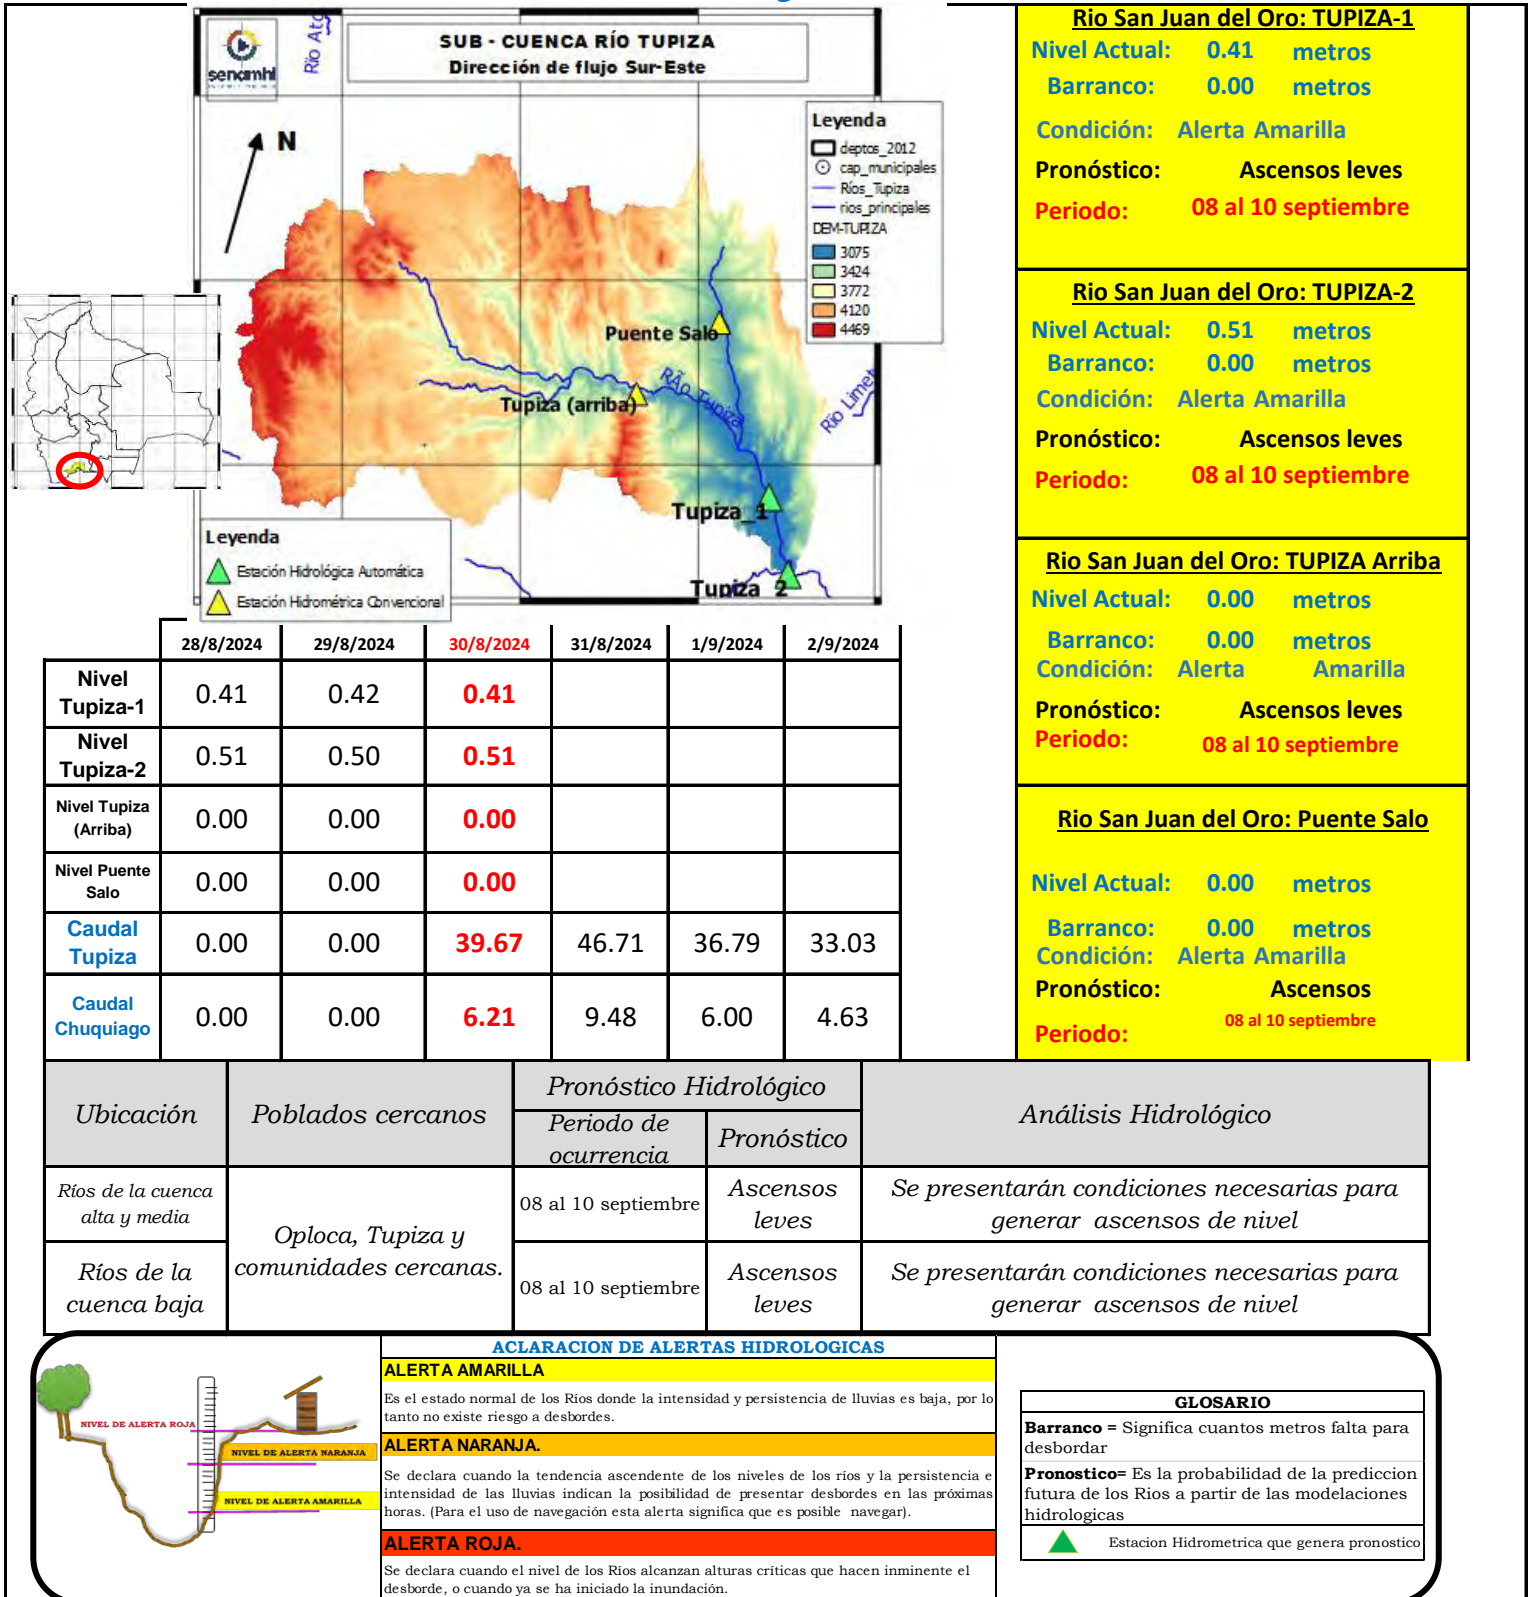 senamhi
Río Ato
SUB - CUENCA RÍO TUPIZA
Dirección de flujo Sur-Este
N
Leyenda
deptos_2012
cap_municipales
Ríos_Tupiza
rios_principales
DEM-TUPIZA
3075
3424
3772
4120
4469
Puente Salo
RÃo Tupiza
Tupiza (arriba)
Rio Limet
Tupiza_1
Tupiza_2
Leyenda
Estación Hidrológica Automática
Estación Hidrométrica Convencional
Rio San Juan del Oro: TUPIZA-1
Nivel Actual: 0.41 metros
Barranco: 0.00 metros
Condición: Alerta Amarilla
Pronóstico: Ascensos leves
Periodo: 08 al 10 septiembre
Rio San Juan del Oro: TUPIZA-2
Nivel Actual: 0.51 metros
Barranco: 0.00 metros
Condición: Alerta Amarilla
Pronóstico: Ascensos leves
Periodo: 08 al 10 septiembre
Rio San Juan del Oro: TUPIZA Arriba
Nivel Actual: 0.00 metros
Barranco: 0.00 metros
Condición: Alerta Amarilla
Pronóstico: Ascensos leves
Periodo: 08 al 10 septiembre
Rio San Juan del Oro: Puente Salo
Nivel Actual: 0.00 metros
Barranco: 0.00 metros
Condición: Alerta Amarilla
Pronóstico: Ascensos
Periodo: 08 al 10 septiembre
28/8/2024 29/8/2024 30/8/2024 31/8/2024 1/9/2024 2/9/2024
Nivel
Tupiza-1 0.41 0.42 0.41
Nivel
Tupiza-2 0.51 0.50 0.51
Nivel Tupiza
(Arriba) 0.00 0.00 0.00
Nivel Puente
Salo 0.00 0.00 0.00
Caudal
Tupiza 0.00 0.00 39.67 46.71 36.79 33.03
Caudal
Chuquiago 0.00 0.00 6.21 9.48 6.00 4.63
Ubicación Poblados cercanos Pronóstico Hidrológico Análisis Hidrológico
Periodo de
ocurrencia Pronóstico
Ríos de la cuenca
alta y media
Oploca, Tupiza y
comunidades cercanas.
08 al 10 septiembre
Ascensos
leves
Se presentarán condiciones necesarias para
generar ascensos de nivel
Ríos de la
cuenca baja
08 al 10 septiembre
Ascensos
leves
Se presentarán condiciones necesarias para
generar ascensos de nivel
NIVEL DE ALERTA ROJA
NIVEL DE ALERTA NARANJA
NIVEL DE ALERTA AMARILLA
ACLARACION DE ALERTAS HIDROLOGICAS
ALERTA AMARILLA
Es el estado normal de los Ríos donde la intensidad y persistencia de lluvias es baja, por lo
tanto no existe riesgo a desbordes.
ALERTA NARANJA.
Se declara cuando la tendencia ascendente de los niveles de los ríos y la persistencia e
intensidad de las lluvias indican la posibilidad de presentar desbordes en las próximas
horas. (Para el uso de navegación esta alerta significa que es posible navegar).
ALERTA ROJA.
Se declara cuando el nivel de los Ríos alcanzan alturas críticas que hacen inminente el
desborde, o cuando ya se ha iniciado la inundación.
GLOSARIO
Barranco = Significa cuantos metros falta para
desbordar
Pronostico= Es la probabilidad de la prediccion
futura de los Rios a partir de las modelaciones
hidrologicas
Estacion Hidrometrica que genera pronostico